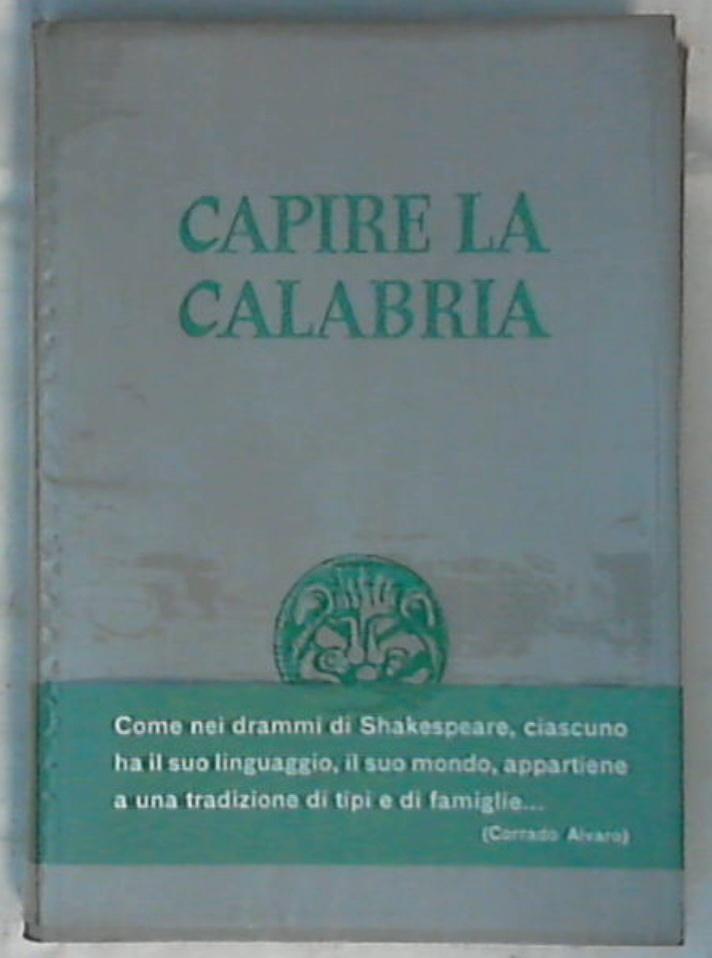 CAPIRE LA
CALABRIA
Come nei drammi di Shakespeare, ciascuno
ha il suo linguaggio, il suo mondo, appartiene
a una tradizione di tipi e di famiglie...
(Corrado Alvaro)